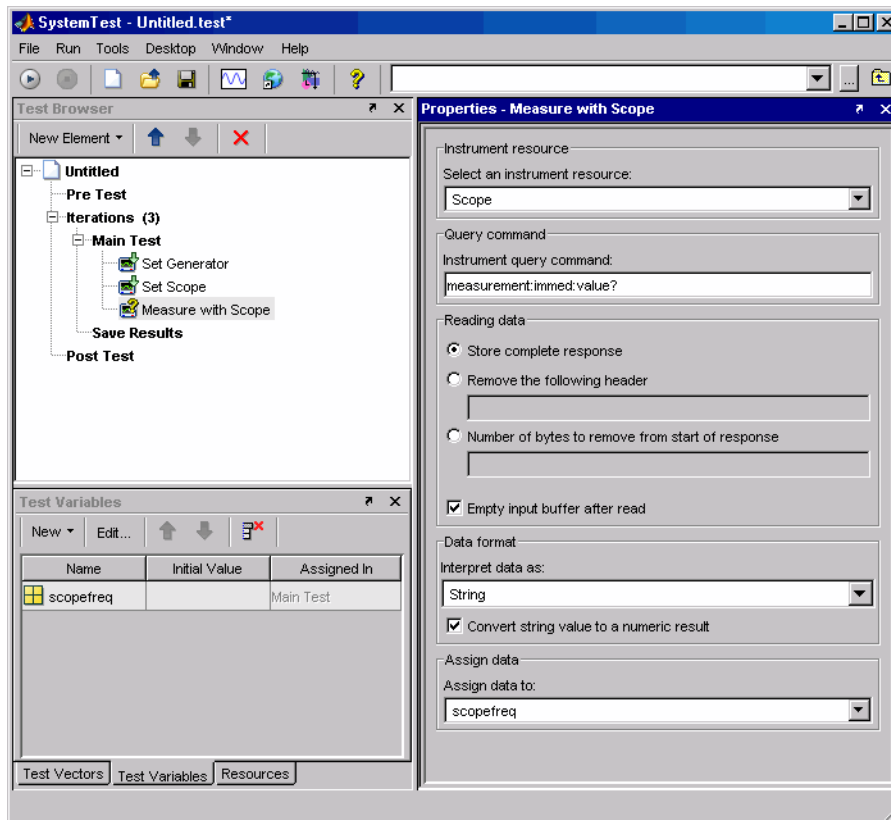 SystemTest - Untitled.test*
File Run Tools Desktop Window Help
...
Test Browser
New Element
Untitled
Pre Test
Iterations (3)
Main Test
Set Generator
Set Scope
Measure with Scope
Save Results
Post Test
Test Variables
New Edit...
Name Initial Value Assigned In
scopefreq Main Test
Test Vectors Test Variables Resources
Properties - Measure with Scope
Instrument resource
Select an instrument resource:
Scope
Query command
Instrument query command:
measurement:immed:value?
Reading data
Store complete response
Remove the following header
Number of bytes to remove from start of response
Empty input buffer after read
Data format
Interpret data as:
String
Convert string value to a numeric result
Assign data
Assign data to:
scopefreq